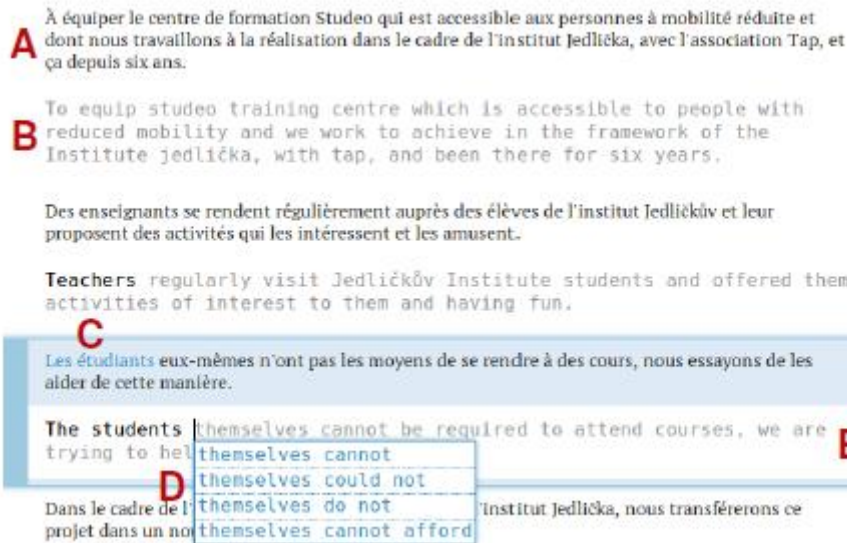 À équiper le centre de formation Studeo qui est accessible aux personnes à mobilité réduite et
A dont nous travaillons à la réalisation dans le cadre de l'institut Jedlička, avec l'association Tap, et
ça depuis six ans.
To equip studeo training centre which is accessible to people with
B reduced mobility and we work to achieve in the framework of the
Institute jedlička, with tap, and been there for six years.
Des enseignants se rendent régulièrement auprès des élèves de l'institut Jedličkův et leur
proposent des activités qui les intéressent et les amusent.
Teachers regularly visit Jedličkův Institute students and offered them
activities of interest to them and having fun.
C
Les étudiants eux-mêmes n'ont pas les moyens de se rendre à des cours, nous essayons de les
aider de cette manière.
The students themselves cannot be required to attend courses, we are
trying to hel
themselves cannot
themselves could not
D
themselves do not
themselves cannot afford
Dans le cadre de l' 'institut Jedlička, nous transférerons ce
projet dans un no